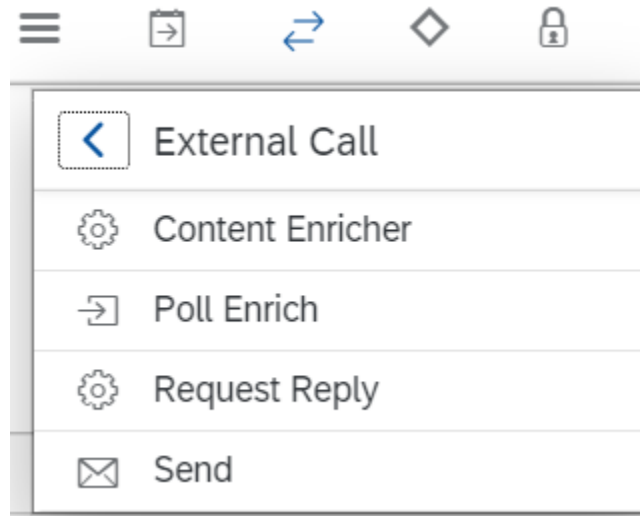 External Call
Content Enricher
Poll Enrich
Request Reply
Send